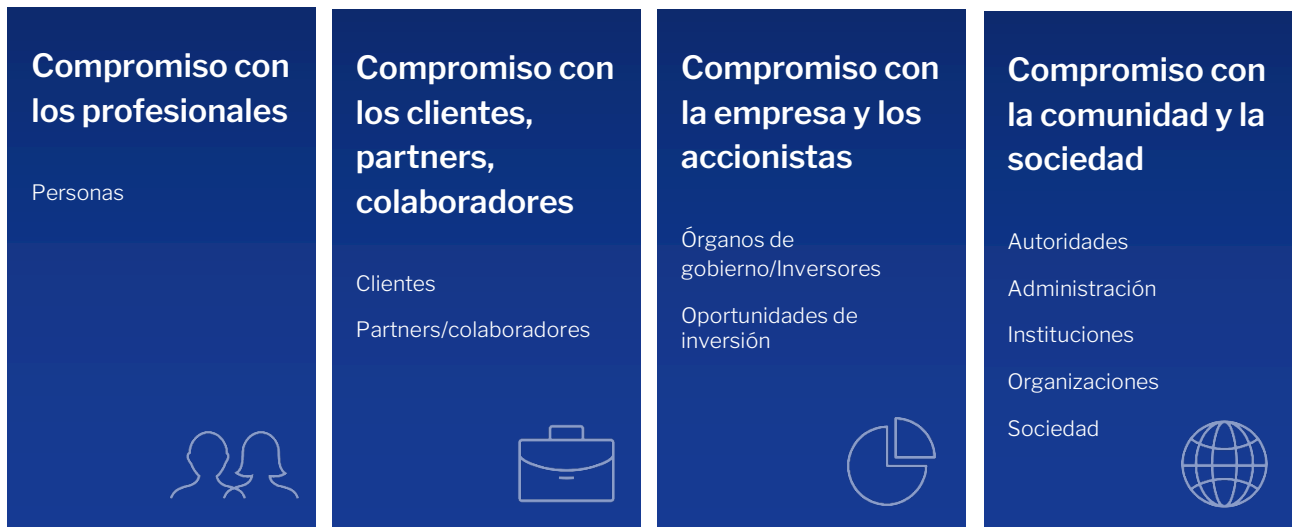 Compromiso con
los profesionales
Personas
Compromiso con
los clientes,
partners,
colaboradores
Clientes
Partners/colaboradores
Compromiso con
la empresa y los
accionistas
Órganos de
gobierno/Inversores
Oportunidades de
inversión
Compromiso con
la comunidad y la
sociedad
Autoridades
Administración
Instituciones
Organizaciones
Sociedad